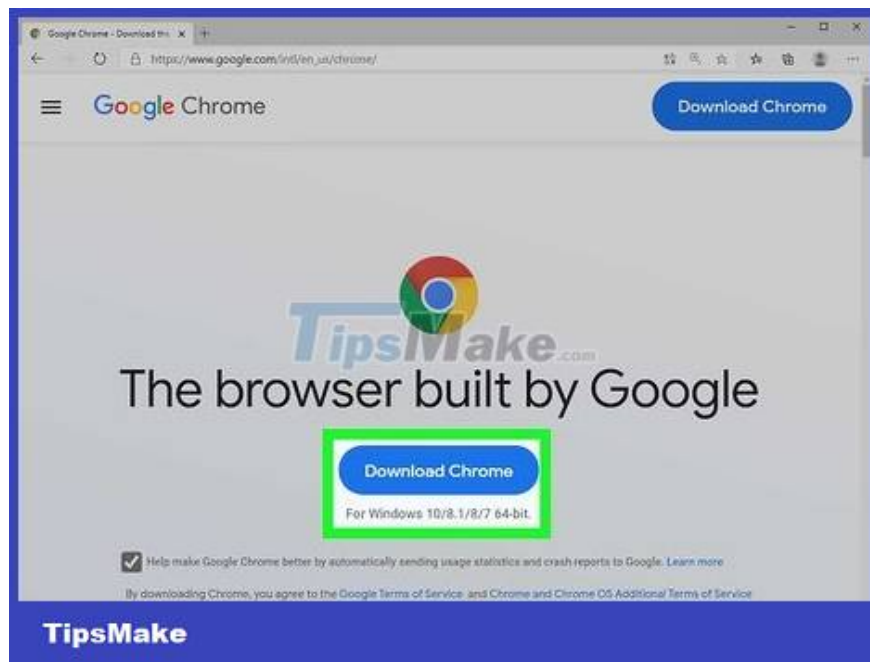 Google Chrome - Download the
https://www.google.com/intl/en_us/chrome/
Google Chrome
Download Chrome
TipsMake.com
The browser built by Google
Download Chrome
For Windows 10/8.1/8/7 64-bit.
Help make Google Chrome better by automatically sending usage statistics and crash reports to Google. Learn more
By downloading Chrome, you agree to the Google Terms of Service and Chrome and Chrome OS Additional Terms of Service
TipsMake